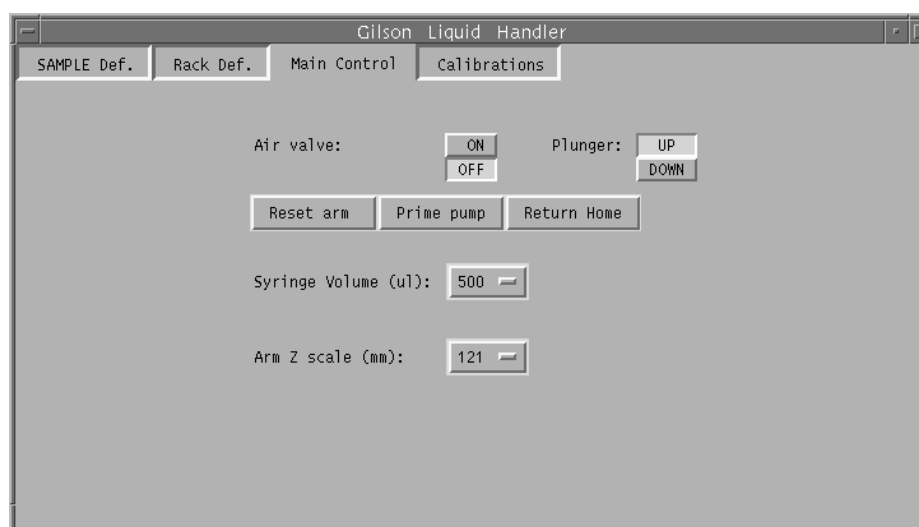 Gilson Liquid Handler
SAMPLE Def. Rack Def. Main Control Calibrations
Air valve: ON Plunger: UP
OFF DOWN
Reset arm Prime pump Return Home
Syringe Volume (ul): 500
Arm Z scale (mm): 121